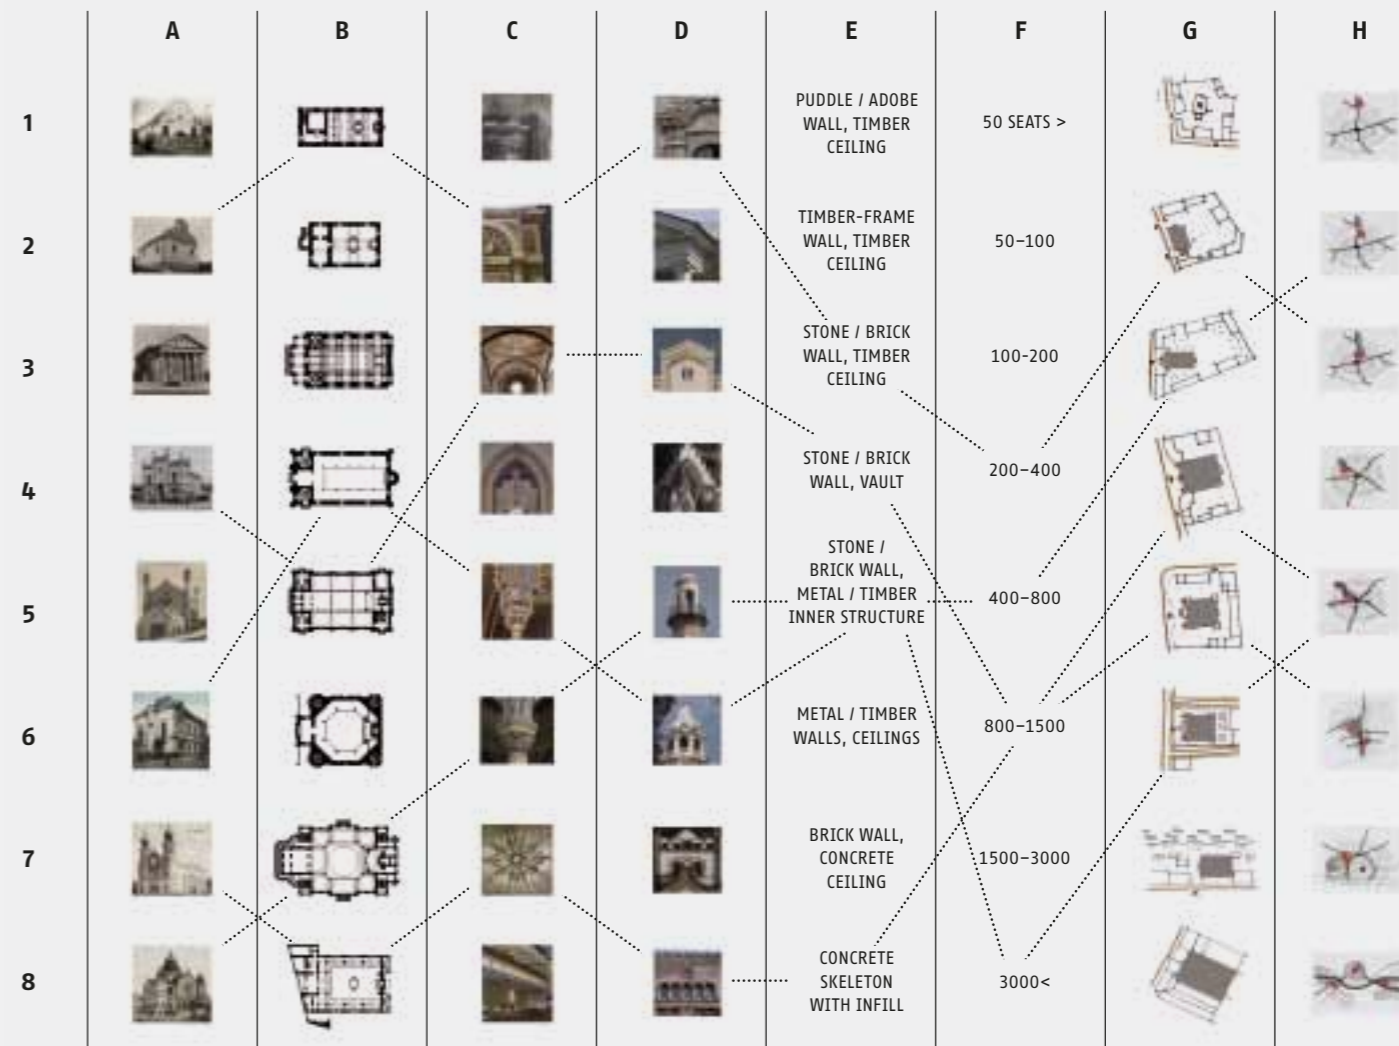 A B C D E F G H
1
PUDDLE / ADOBE
WALL, TIMBER
CEILING
50 SEATS >
2
TIMBER-FRAME
WALL, TIMBER
CEILING
50–100
3
STONE / BRICK
WALL, TIMBER
CEILING
100-200
4
STONE / BRICK
WALL, VAULT
200–400
5
STONE /
BRICK WALL,
METAL / TIMBER
INNER STRUCTURE
400–800
6
METAL / TIMBER
WALLS, CEILINGS
800–1500
7
BRICK WALL,
CONCRETE
CEILING
1500–3000
8
CONCRETE
SKELETON
WITH INFILL
3000<